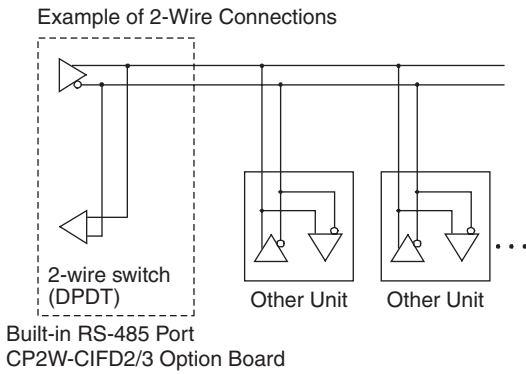 Example of 2-Wire Connections
2-wire switch
(DPDT)
Other Unit
Other Unit
Built-in RS-485 Port
CP2W-CIFD2/3 Option Board